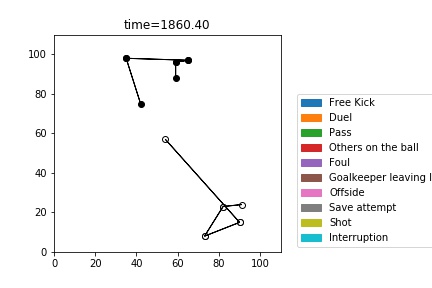 time=1860.40
100
80
60
40
20
0
0 20 40 60 80 100
Free Kick
Duel
Pass
Others on the ball
Foul
Goalkeeper leaving l
Offside
Save attempt
Shot
Interruption